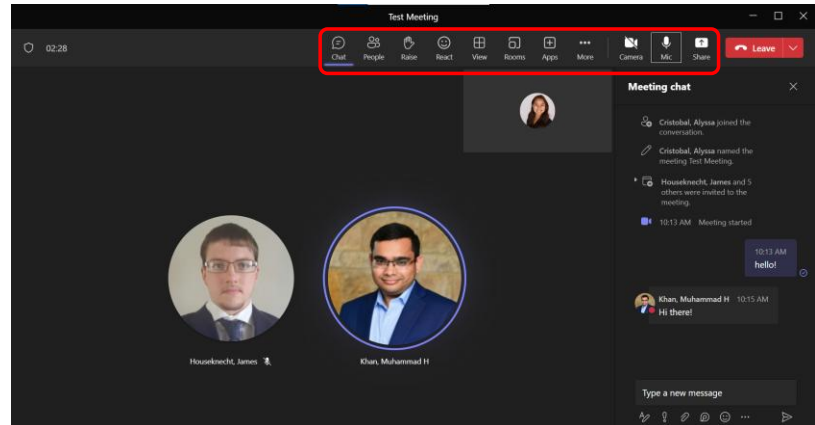 Test Meeting
02:28
Chat People Raise React View Rooms Apps More Camera Mic Share Leave
Meeting chat
Cristobal, Alyssa joined the
conversation.
Cristobal, Alyssa named the
meeting Test Meeting.
Houseknecht, James and 5
others were invited to the
meeting.
10:13 AM Meeting started
10:13 AM
hello!
Khan, Muhammad H 10:15 AM
Hi there!
Houseknecht, James
Khan, Muhammad H
Type a new message